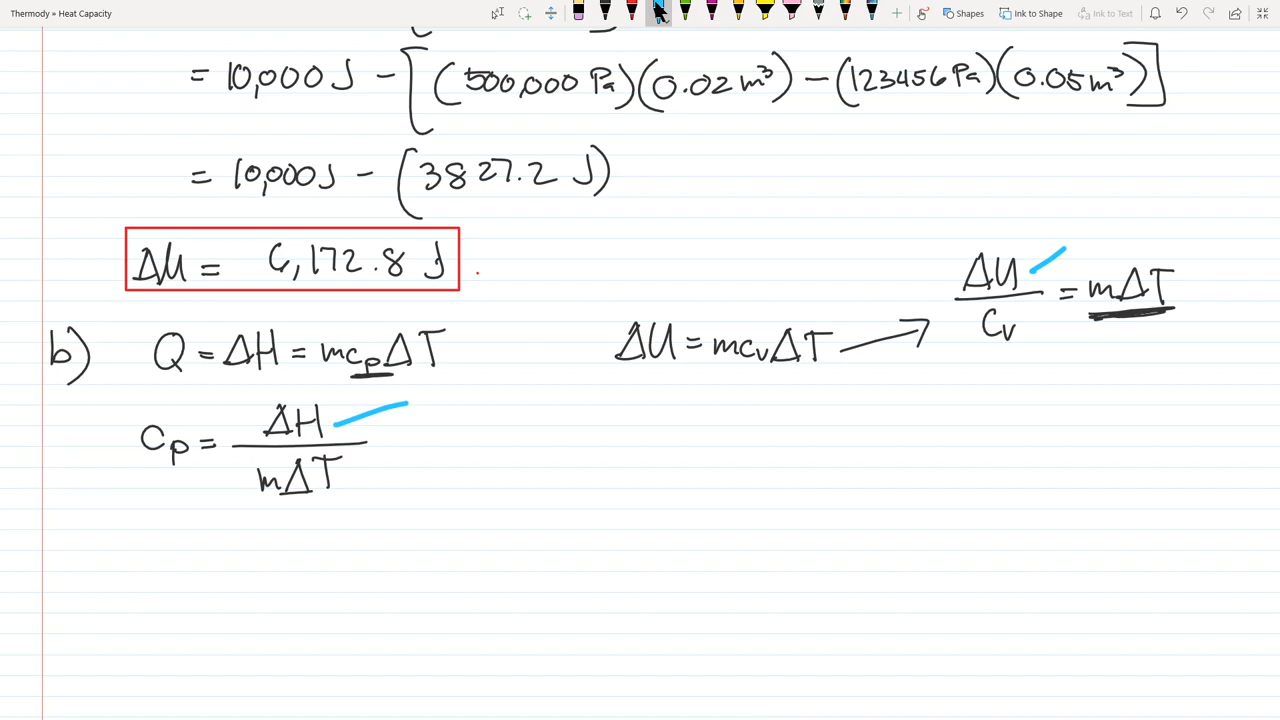 Thermody » Heat Capacity
Shapes Ink to Shape Ink to Text
= 10,000 J - [(500,000 Pa)(0.02 m³) - (123456 Pa)(0.05 m³)]
= 10,000 J - (3827.2 J)
ΔU = 6,172.8 J
ΔU/Cv = mΔT
b) Q = ΔH = mcpΔT ΔU = mcvΔT →
Cp = ΔH/mΔT